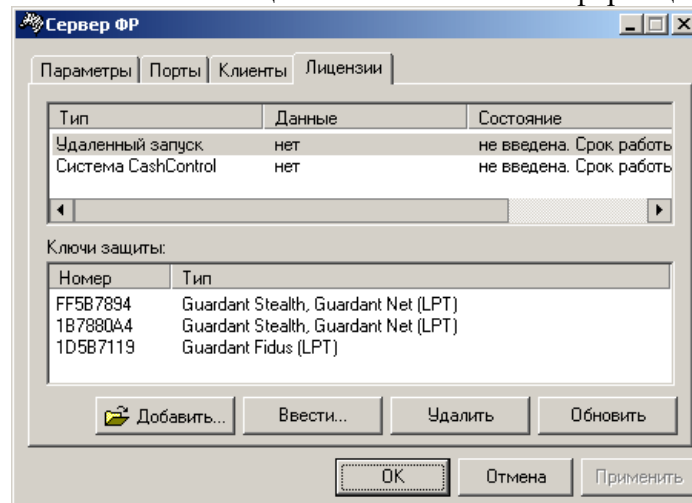 Сервер ФР
Параметры Порты Клиенты Лицензии
Тип Данные Состояние
Удаленный запуск нет не введена. Срок работь
Система CashControl нет не введена. Срок работь
Ключи защиты:
Номер Тип
FF5B7894 Guardant Stealth, Guardant Net (LPT)
1B7880A4 Guardant Stealth, Guardant Net (LPT)
1D5B7119 Guardant Fidus (LPT)
Добавить... Ввести... Удалить Обновить
OK Отмена Применить